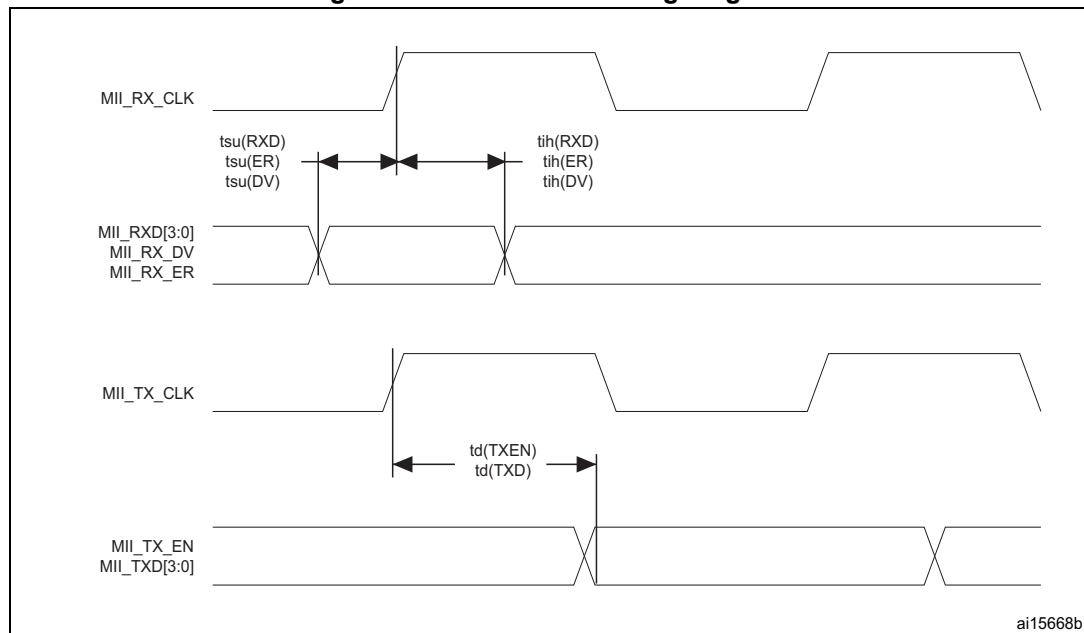 MII_RX_CLK
tsu(RXD)
tsu(ER)
tsu(DV)
tih(RXD)
tih(ER)
tih(DV)
MII_RXD[3:0]
MII_RX_DV
MII_RX_ER
MII_TX_CLK
td(TXEN)
td(TXD)
MII_TX_EN
MII_TXD[3:0]
ai15668b